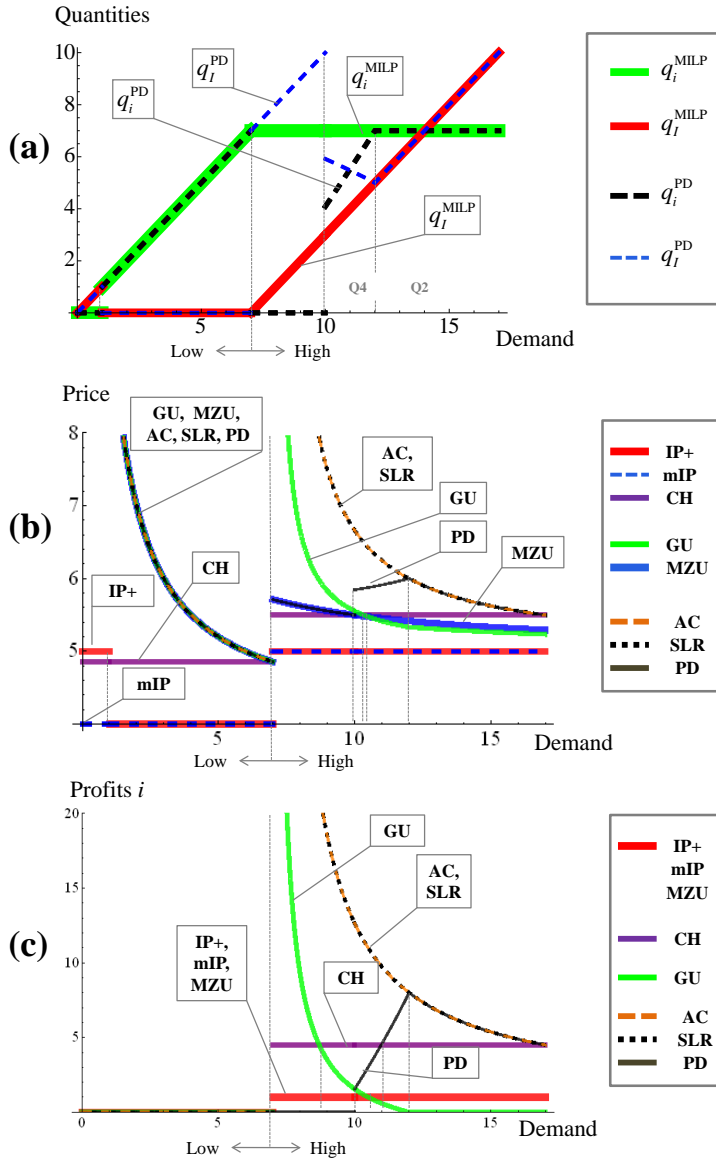 Quantities
10
8
6
4
2
5
10
15
Demand
Low
High
(a)
q_I^PD
q_i^PD
q_i^MILP
q_I^MILP
Q4
Q2
q_i^MILP
q_I^MILP
q_i^PD
q_I^PD
Price
8
7
6
5
4
5
10
15
Demand
Low
High
(b)
GU, MZU,
AC, SLR, PD
CH
IP+
mIP
AC,
SLR
GU
PD
MZU
IP+
mIP
CH
GU
MZU
AC
SLR
PD
Profits i
20
15
10
5
0
0
5
10
15
Demand
Low
High
(c)
GU
AC,
SLR
IP+,
mIP,
MZU
CH
PD
IP+
mIP
MZU
CH
GU
AC
SLR
PD